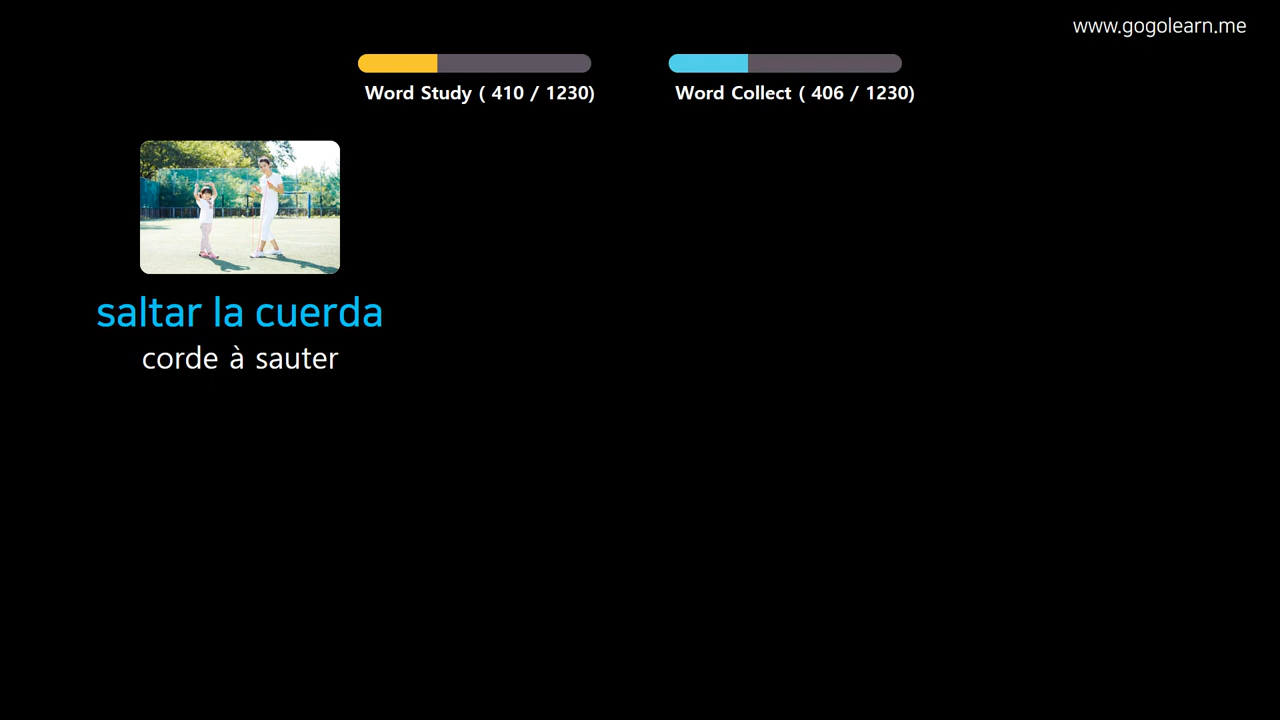 www.gogolearn.me
Word Study ( 410 / 1230)
Word Collect ( 406 / 1230)
saltar la cuerda
corde à sauter